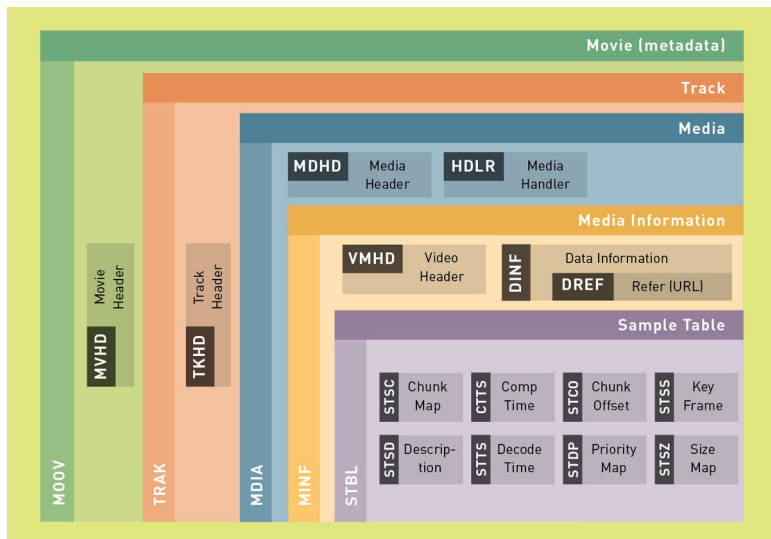 Movie (metadata)
Track
Media
MDHD Media
Header
HDLR Media
Handler
Media Information
VMHD Video
Header
DINF
Data Information
DREF Refer (URL)
Movie
Header
MVHD
Track
Header
TKHD
Sample Table
STSC
Chunk
Map
CTTS
Comp
Time
STCO
Chunk
Offset
STSS
Key
Frame
STSD
Descrip-
tion
STTS
Decode
Time
STDP
Priority
Map
STSZ
Size
Map
MOOV
TRAK
MDIA
MINF
STBL